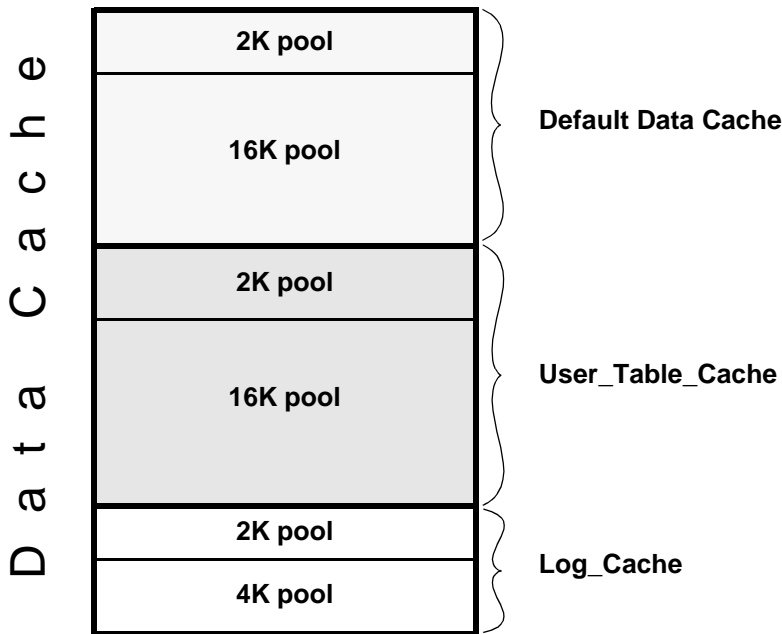 Data Cache
2K pool
16K pool
Default Data Cache
2K pool
16K pool
User_Table_Cache
2K pool
4K pool
Log_Cache